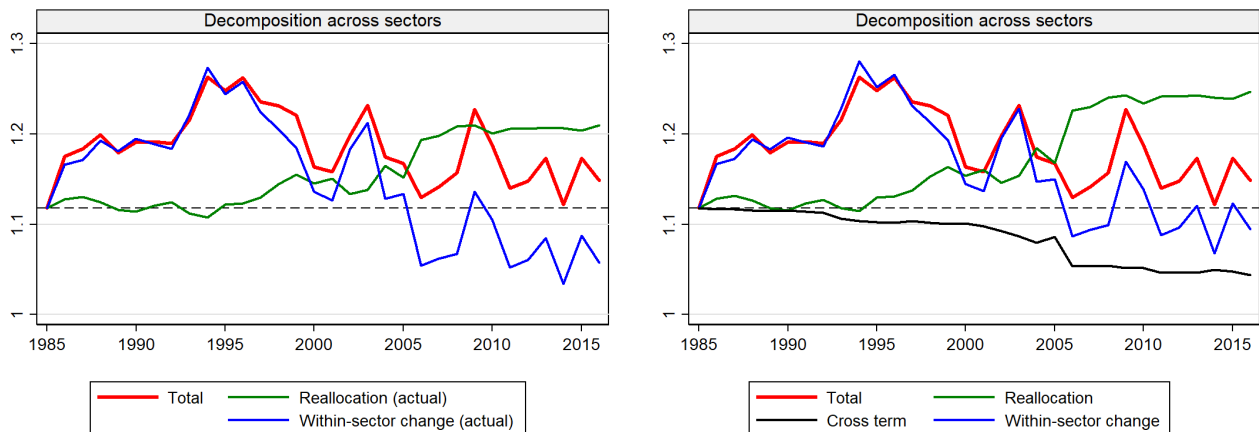 Decomposition across sectors
1.3
1.2
1.1
1
1985 1990 1995 2000 2005 2010 2015
Total Reallocation (actual)
Within-sector change (actual)
Decomposition across sectors
1.3
1.2
1.1
1
1985 1990 1995 2000 2005 2010 2015
Total Reallocation
Cross term Within-sector change